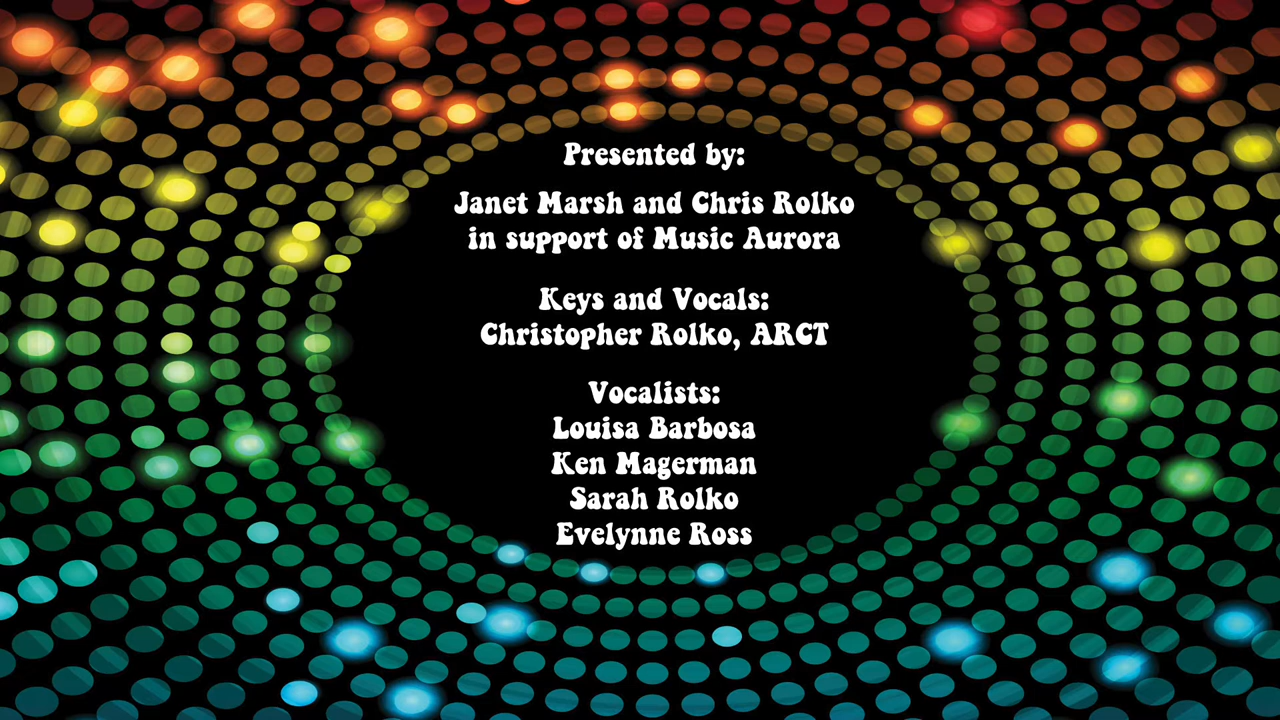 Presented by:
Janet Marsh and Chris Rolko
in support of Music Aurora
Keys and Vocals:
Christopher Rolko, ARCT
Vocalists:
Louisa Barbosa
Ken Magerman
Sarah Rolko
Evelynne Ross